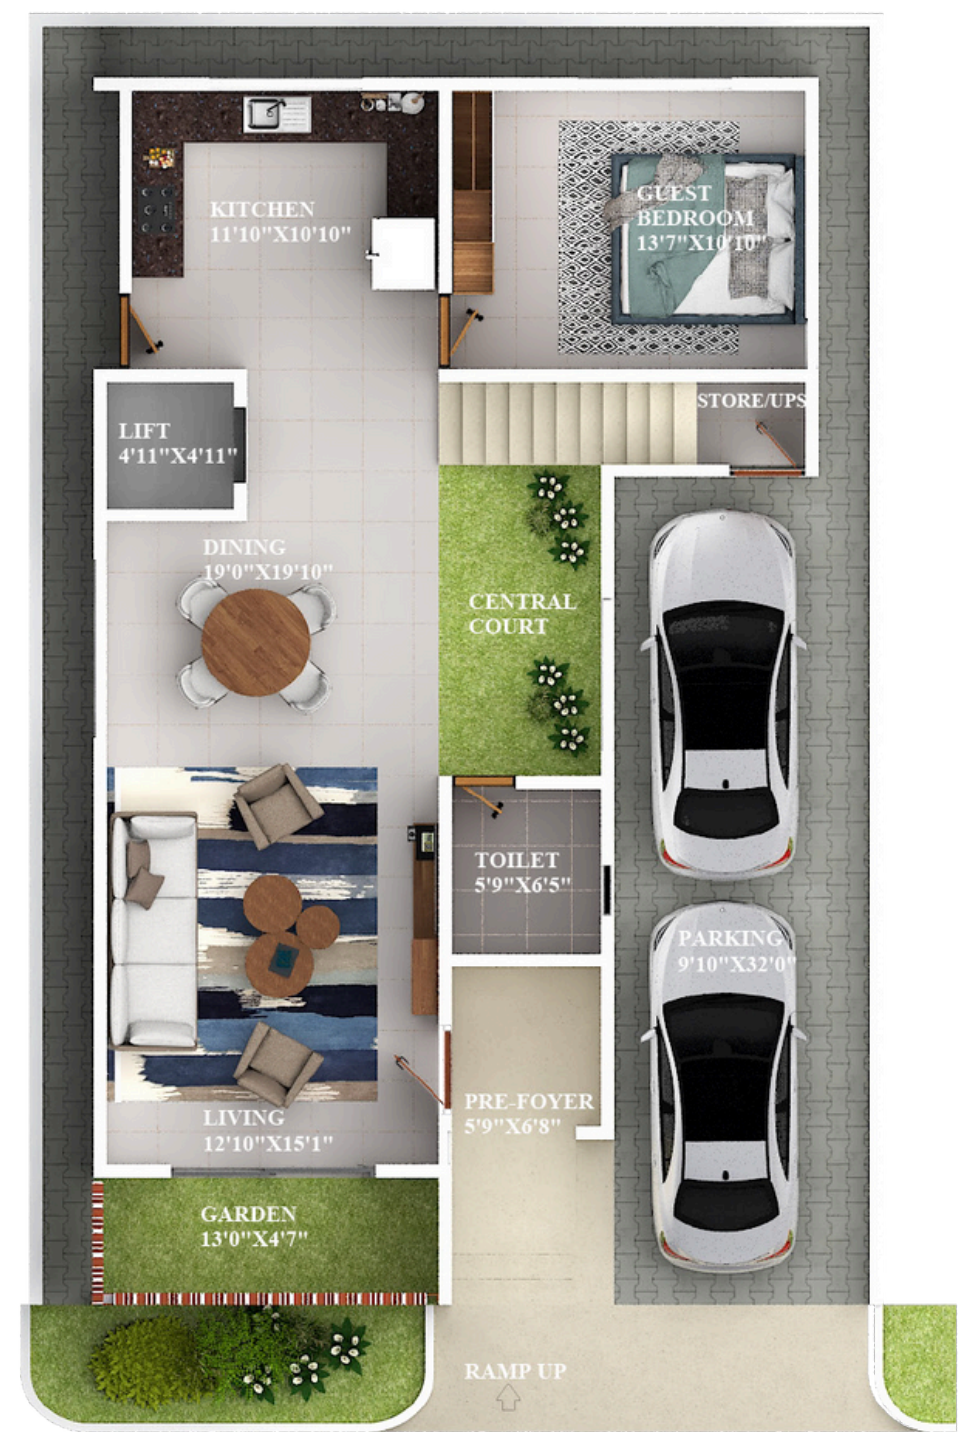 KITCHEN
11'10"X10'10"
GUEST
BEDROOM
13'7"X10'10"
STORE/UPS
LIFT
4'11"X4'11"
DINING
19'0"X19'10"
CENTRAL
COURT
TOILET
5'9"X6'5"
PARKING
9'10"X32'0"
PRE-FOYER
5'9"X6'8"
LIVING
12'10"X15'1"
GARDEN
13'0"X4'7"
RAMP UP